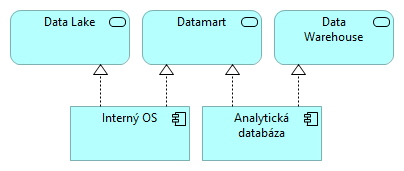 Data Lake
Datamart
Data
Warehouse
Interný OS
Analytická
databáza